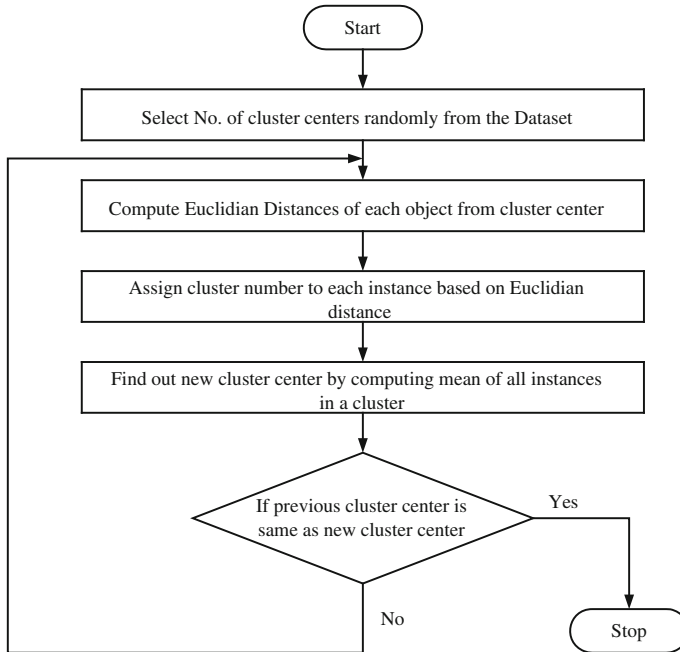 Start
Select No. of cluster centers randomly from the Dataset
Compute Euclidian Distances of each object from cluster center
Assign cluster number to each instance based on Euclidian
distance
Find out new cluster center by computing mean of all instances
in a cluster
If previous cluster center is
same as new cluster center
Yes
No
Stop